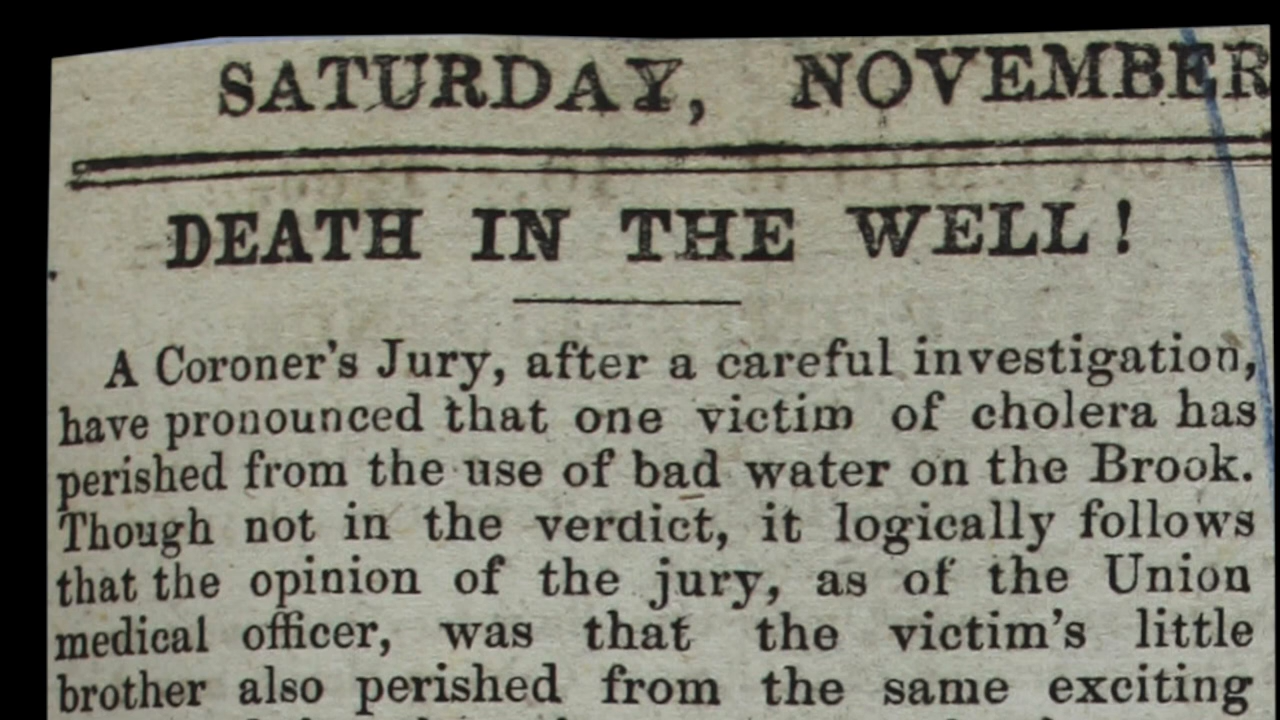 SATURDAY, NOVEMBER
DEATH IN THE WELL!
A Coroner's Jury, after a careful investigation,
have pronounced that one victim of cholera has
perished from the use of bad water on the Brook.
Though not in the verdict, it logically follows
that the opinion of the jury, as of the Union
medical officer, was that the victim's little
brother also perished from the same exciting